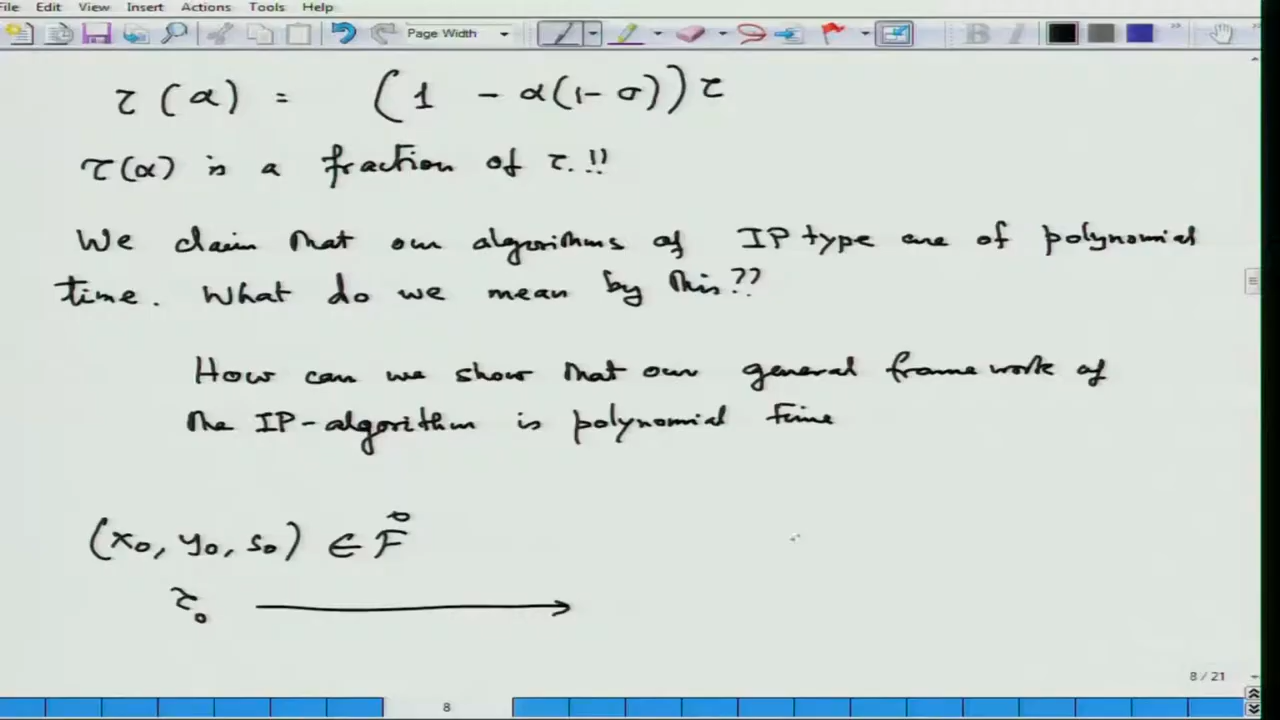 File Edit View Insert Actions Tools Help
Page Width
τ(α) = (1 - α(1-σ))τ
τ(α) is a fraction of τ.!!
We claim that our algorithms of IP type are of polynomial
time. What do we mean by this??
How can we show that our general framework of
the IP-algorithm is polynomial time
(x₀, y₀, s₀) ∈ F°
τ₀ →
8/21
8